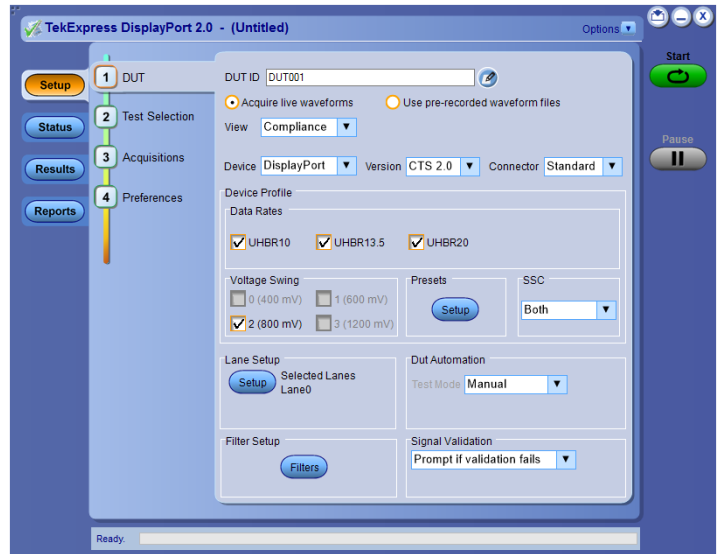 TekExpress DisplayPort 2.0 - (Untitled)
Options
Start
Setup
Status
Results
Reports
Pause
1 DUT
2 Test Selection
3 Acquisitions
4 Preferences
DUT ID DUT001
Acquire live waveforms Use pre-recorded waveform files
View Compliance
Device DisplayPort Version CTS 2.0 Connector Standard
Device Profile
Data Rates
UHBR10 UHBR13.5 UHBR20
Voltage Swing
0 (400 mV) 1 (600 mV)
2 (800 mV) 3 (1200 mV)
Presets
Setup
SSC
Both
Lane Setup
Setup Selected Lanes
Lane0
Dut Automation
Test Mode Manual
Filter Setup
Filters
Signal Validation
Prompt if validation fails
Ready.